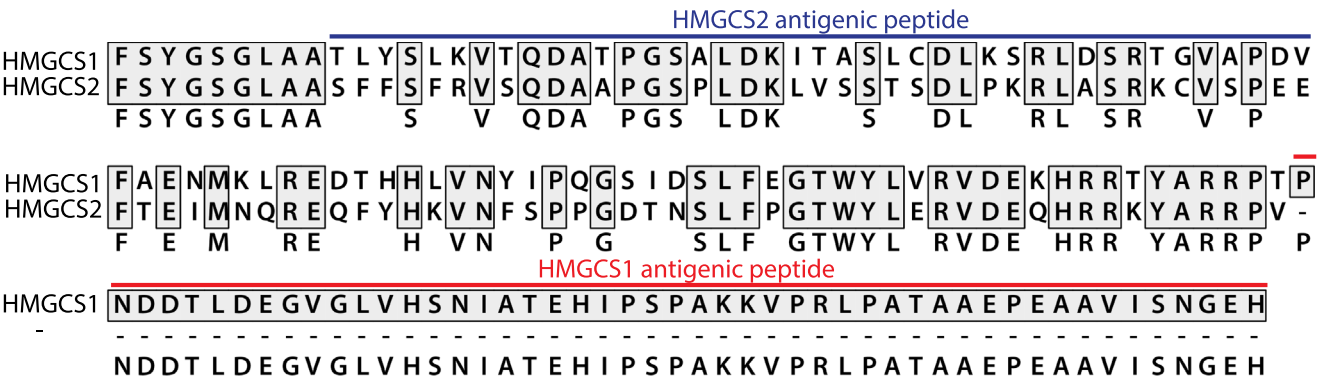 HMGCS2 antigenic peptide
HMGCS1 F S Y G S G L A A T L Y S L K V T Q D A T P G S A L D K I T A S L C D L K S R L D S R T G V A P D V
HMGCS2 F S Y G S G L A A S F F S F R V S Q D A A P G S P L D K L V S S T S D L P K R L A S R K C V S P E E
F S Y G S G L A A S V Q D A P G S L D K S D L R L S R V P
HMGCS1 F A E N M K L R E D T H H L V N Y I P Q G S I D S L F E G T W Y L V R V D E K H R R T Y A R R P T P
HMGCS2 F T E I M N Q R E Q F Y H K V N F S P P G D T N S L F P G T W Y L E R V D E Q H R R K Y A R R P V -
F E M R E H V N P G S L F G T W Y L R V D E H R R Y A R R P P
HMGCS1 antigenic peptide
HMGCS1 N D D T L D E G V G L V H S N I A T E H I P S P A K K V P R L P A T A A E P E A A V I S N G E H
- - - - - - - - - - - - - - - - - - - - - - - - - - - - - - - - - - - - - - - - - - - - - - - - -
N D D T L D E G V G L V H S N I A T E H I P S P A K K V P R L P A T A A E P E A A V I S N G E H